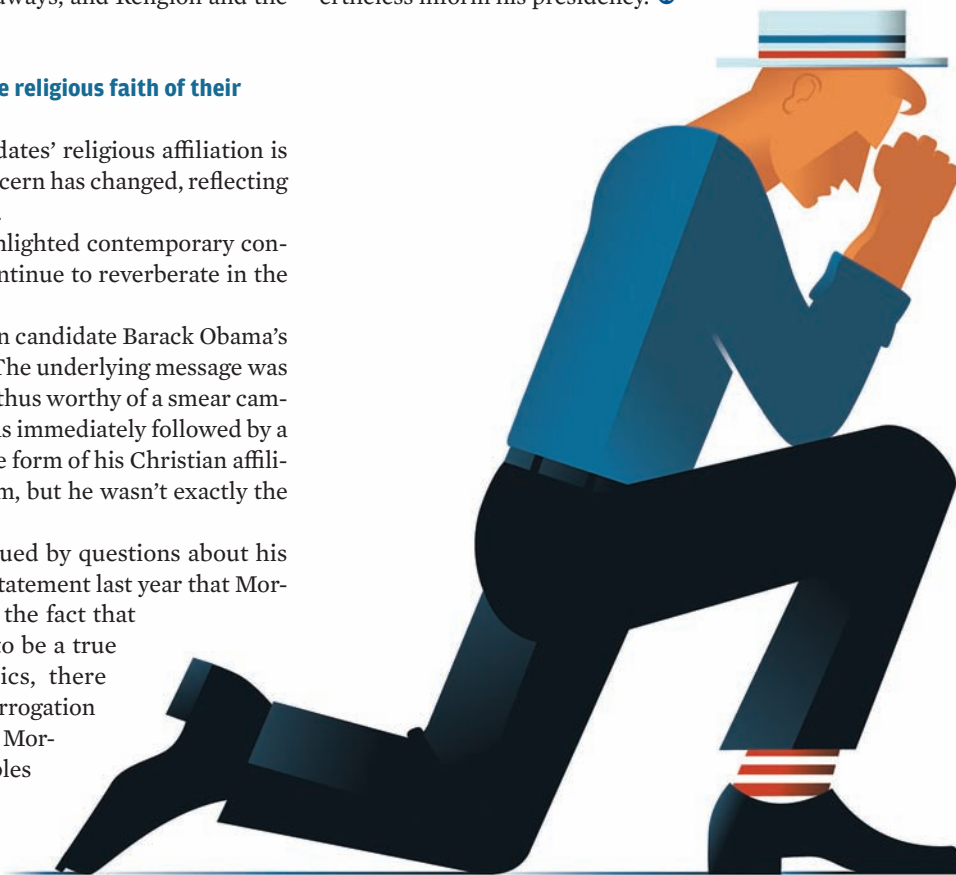 and Religion and the
e religious faith of their
dates’ religious affiliation is
cern has changed, reflecting
hlighted contemporary con-
ntinue to reverberate in the
n candidate Barack Obama’s
The underlying message was
thus worthy of a smear cam-
s immediately followed by a
e form of his Christian affili-
m, but he wasn’t exactly the
ued by questions about his
tatement last year that Mor-
the fact that
to be a true
ics, there
rrogation
Mor-
ples
ertheless inform his presidency.